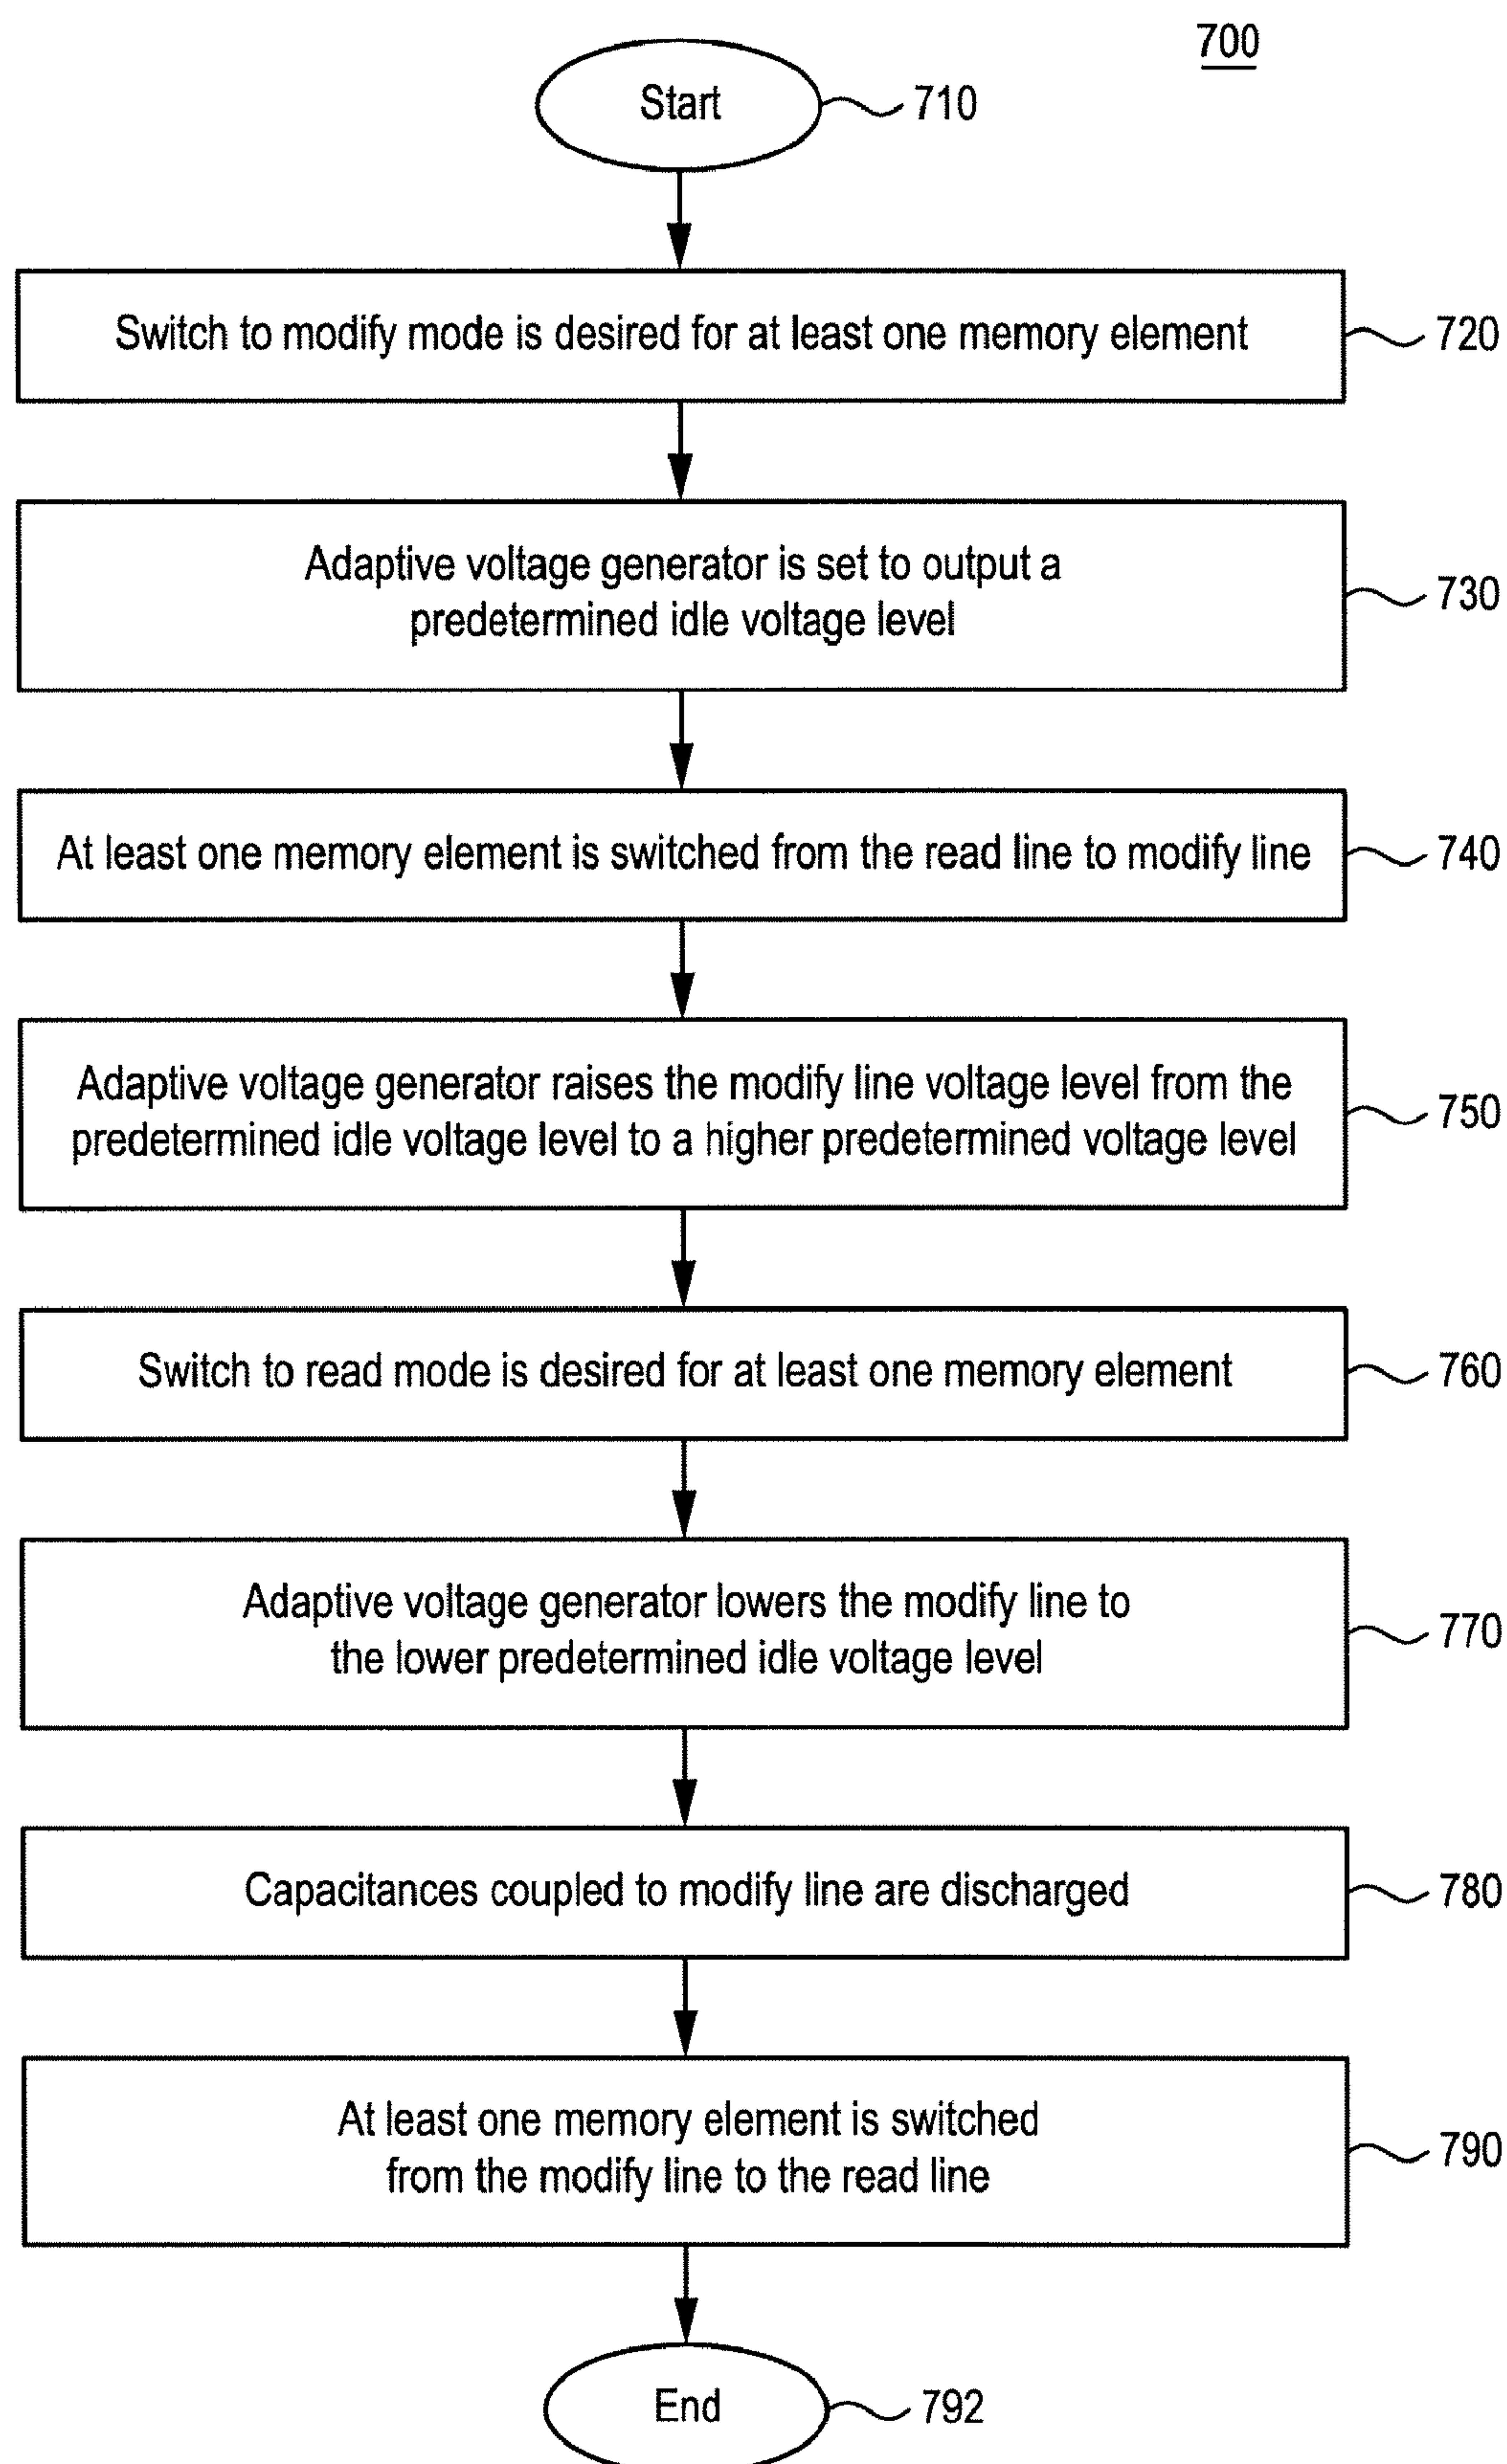 700
Start
710
Switch to modify mode is desired for at least one memory element
720
Adaptive voltage generator is set to output a
predetermined idle voltage level
730
At least one memory element is switched from the read line to modify line
740
Adaptive voltage generator raises the modify line voltage level from the
predetermined idle voltage level to a higher predetermined voltage level
750
Switch to read mode is desired for at least one memory element
760
Adaptive voltage generator lowers the modify line to
the lower predetermined idle voltage level
770
Capacitances coupled to modify line are discharged
780
At least one memory element is switched
from the modify line to the read line
790
End
792